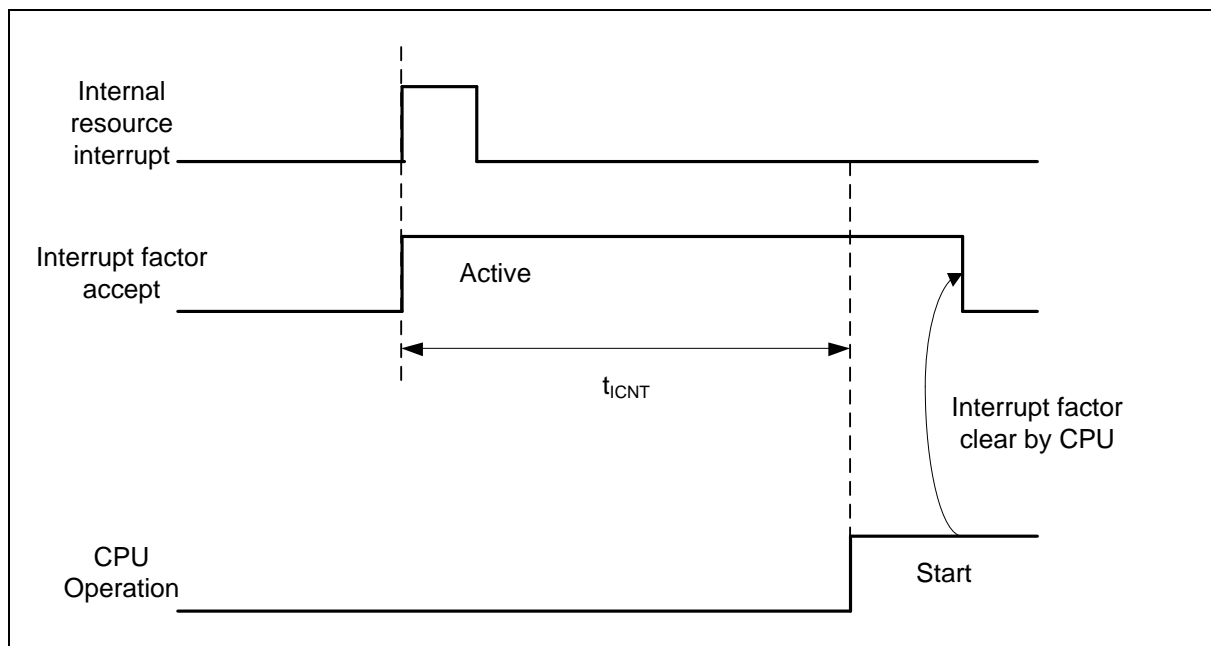 Internal
resource
interrupt
Interrupt factor
accept
Active
tICNT
Interrupt factor
clear by CPU
CPU
Operation
Start